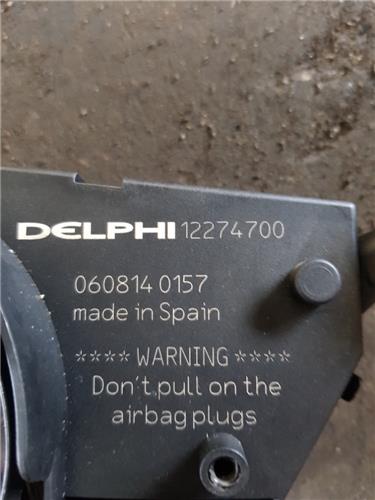 DELPHI 12274700
060814 0157
made in Spain
**** WARNING ****
Don't pull on the
airbag plugs